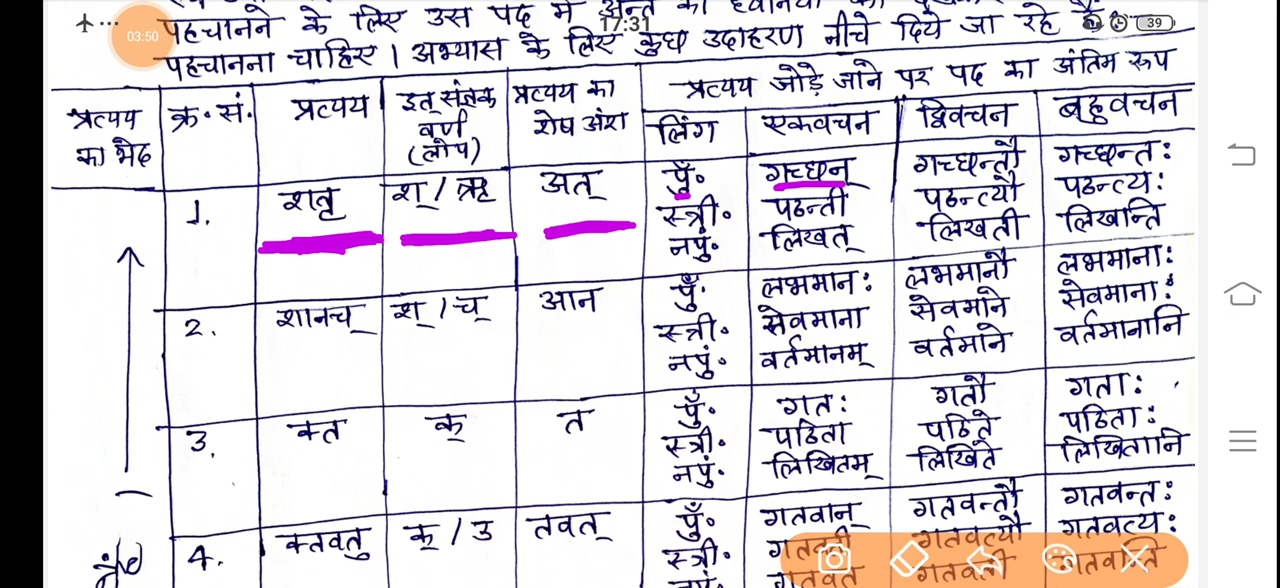 पहचानने के लिए उस पद में अन्त की ध्वनियों को
17:31
39
03:50
पहचानना चाहिए। अभ्यास के लिए कुछ उदाहरण नीचे दिये जा रहे हैं
प्रत्यय का भेद
क्र.सं.
प्रत्यय
इत् संज्ञक वर्ण (लोप)
प्रत्यय का शेष अंश
प्रत्यय जोड़े जाने पर पद का अंतिम रूप
लिंग एकवचन द्विवचन बहुवचन
1. शतृ श्/ऋ अत्
पुँ. गच्छन् गच्छन्तौ गच्छन्तः
स्त्री. पठन्ती पठन्त्यौ पठन्त्यः
नपुं. लिखत् लिखती लिखान्ति
2. शानच् श्/च् आन
पुँ. लभमानः लभमानौ लभमानाः
स्त्री. सेवमाना सेवमाने सेवमानाः
नपुं. वर्तमानम् वर्तमाने वर्तमानानि
3. क्त क् त
पुँ. गतः गतौ गताः
स्त्री. पठिता पठिते पठिताः
नपुं. लिखितम् लिखिते लिखितानि
4. क्तवतु क्/उ तवत्
पुँ. गतवान् गतवन्तौ गतवन्तः
स्त्री. गतवत्यौ गतवत्यः
गतवत् गतवती